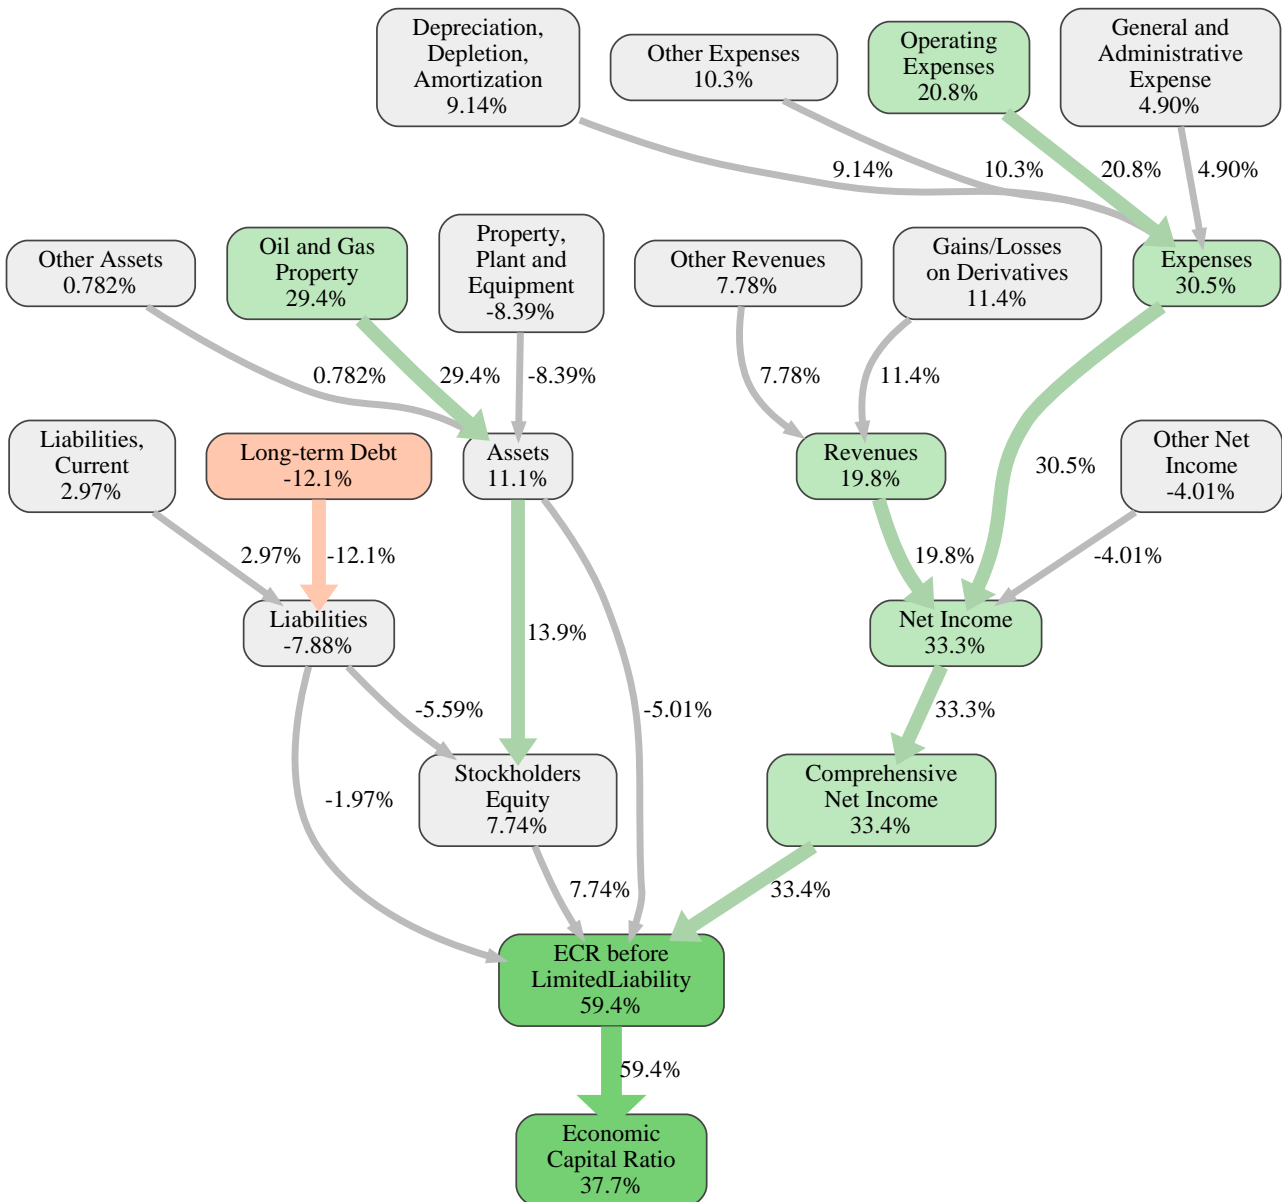 Depreciation,
Depletion,
Amortization
9.14%
Other Expenses
10.3%
Operating
Expenses
20.8%
General and
Administrative
Expense
4.90%
9.14%
10.3%
20.8%
4.90%
Other Assets
0.782%
Oil and Gas
Property
29.4%
Property,
Plant and
Equipment
-8.39%
Other Revenues
7.78%
Gains/Losses
on Derivatives
11.4%
Expenses
30.5%
0.782%
29.4%
-8.39%
7.78%
11.4%
Liabilities,
Current
2.97%
Long-term Debt
-12.1%
Assets
11.1%
Revenues
19.8%
30.5%
Other Net
Income
-4.01%
2.97%
-12.1%
19.8%
-4.01%
Liabilities
-7.88%
13.9%
Net Income
33.3%
-5.59%
-5.01%
33.3%
-1.97%
Stockholders
Equity
7.74%
Comprehensive
Net Income
33.4%
7.74%
33.4%
ECR before
LimitedLiability
59.4%
59.4%
Economic
Capital Ratio
37.7%